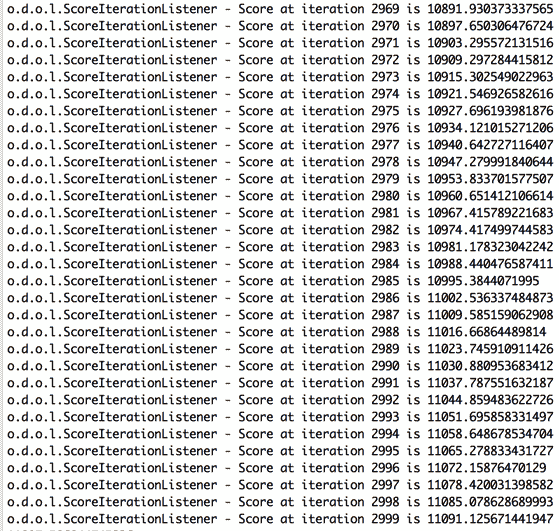 o.d.o.l.ScoreIterationListener - Score at iteration 2969 is 10891.930373337565
o.d.o.l.ScoreIterationListener - Score at iteration 2970 is 10897.650306476724
o.d.o.l.ScoreIterationListener - Score at iteration 2971 is 10903.295572131516
o.d.o.l.ScoreIterationListener - Score at iteration 2972 is 10909.297284415812
o.d.o.l.ScoreIterationListener - Score at iteration 2973 is 10915.302549022963
o.d.o.l.ScoreIterationListener - Score at iteration 2974 is 10921.546926582616
o.d.o.l.ScoreIterationListener - Score at iteration 2975 is 10927.696193981876
o.d.o.l.ScoreIterationListener - Score at iteration 2976 is 10934.121015271206
o.d.o.l.ScoreIterationListener - Score at iteration 2977 is 10940.642727116407
o.d.o.l.ScoreIterationListener - Score at iteration 2978 is 10947.279991840644
o.d.o.l.ScoreIterationListener - Score at iteration 2979 is 10953.833701577507
o.d.o.l.ScoreIterationListener - Score at iteration 2980 is 10960.651412106614
o.d.o.l.ScoreIterationListener - Score at iteration 2981 is 10967.415789221683
o.d.o.l.ScoreIterationListener - Score at iteration 2982 is 10974.417499744583
o.d.o.l.ScoreIterationListener - Score at iteration 2983 is 10981.178323042242
o.d.o.l.ScoreIterationListener - Score at iteration 2984 is 10988.440476587411
o.d.o.l.ScoreIterationListener - Score at iteration 2985 is 10995.3844071995
o.d.o.l.ScoreIterationListener - Score at iteration 2986 is 11002.536337484873
o.d.o.l.ScoreIterationListener - Score at iteration 2987 is 11009.585159062908
o.d.o.l.ScoreIterationListener - Score at iteration 2988 is 11016.66864489814
o.d.o.l.ScoreIterationListener - Score at iteration 2989 is 11023.745910911426
o.d.o.l.ScoreIterationListener - Score at iteration 2990 is 11030.880953683412
o.d.o.l.ScoreIterationListener - Score at iteration 2991 is 11037.787551632187
o.d.o.l.ScoreIterationListener - Score at iteration 2992 is 11044.859483622726
o.d.o.l.ScoreIterationListener - Score at iteration 2993 is 11051.695858331497
o.d.o.l.ScoreIterationListener - Score at iteration 2994 is 11058.648678534704
o.d.o.l.ScoreIterationListener - Score at iteration 2995 is 11065.278833431727
o.d.o.l.ScoreIterationListener - Score at iteration 2996 is 11072.15876470129
o.d.o.l.ScoreIterationListener - Score at iteration 2997 is 11078.420031398582
o.d.o.l.ScoreIterationListener - Score at iteration 2998 is 11085.078628689993
o.d.o.l.ScoreIterationListener - Score at iteration 2999 is 11091.125671441947